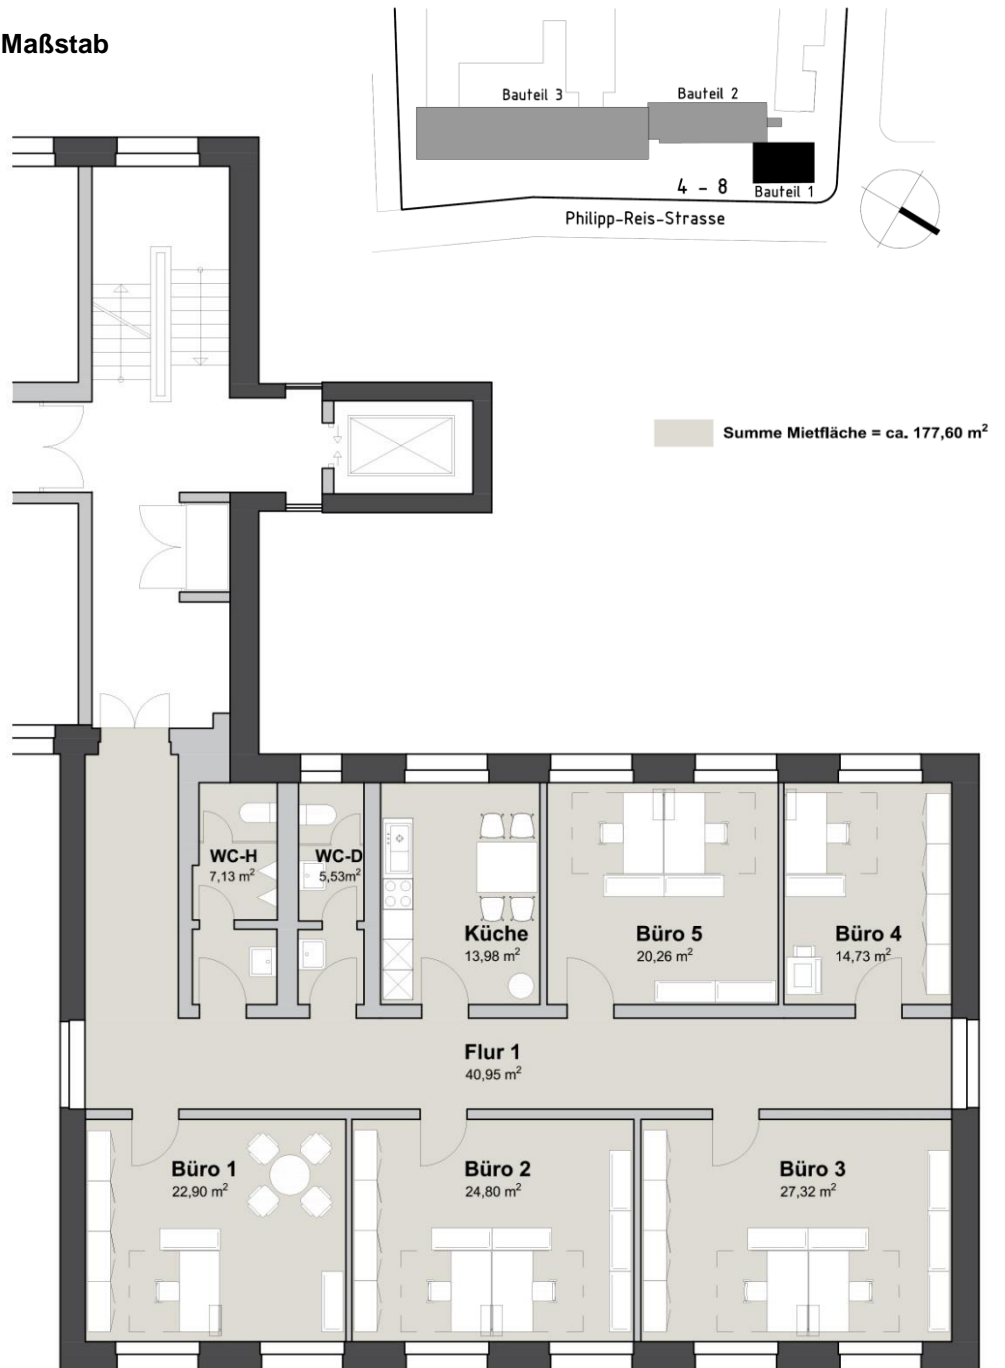 Maßstab
Bauteil 3
Bauteil 2
4 - 8
Bauteil 1
Philipp-Reis-Strasse
Summe Mietfläche = ca. 177,60 m²
WC-H
7,13 m²
WC-D
5,53m²
Küche
13,98 m²
Büro 5
20,26 m²
Büro 4
14,73 m²
Flur 1
40,95 m²
Büro 1
22,90 m²
Büro 2
24,80 m²
Büro 3
27,32 m²